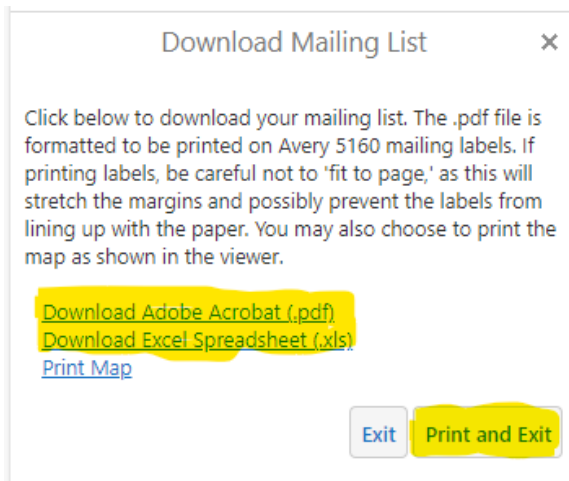 Download Mailing List ×
Click below to download your mailing list. The .pdf file is
formatted to be printed on Avery 5160 mailing labels. If
printing labels, be careful not to 'fit to page,' as this will
stretch the margins and possibly prevent the labels from
lining up with the paper. You may also choose to print the
map as shown in the viewer.
Download Adobe Acrobat (.pdf)
Download Excel Spreadsheet (.xls)
Print Map
Exit Print and Exit